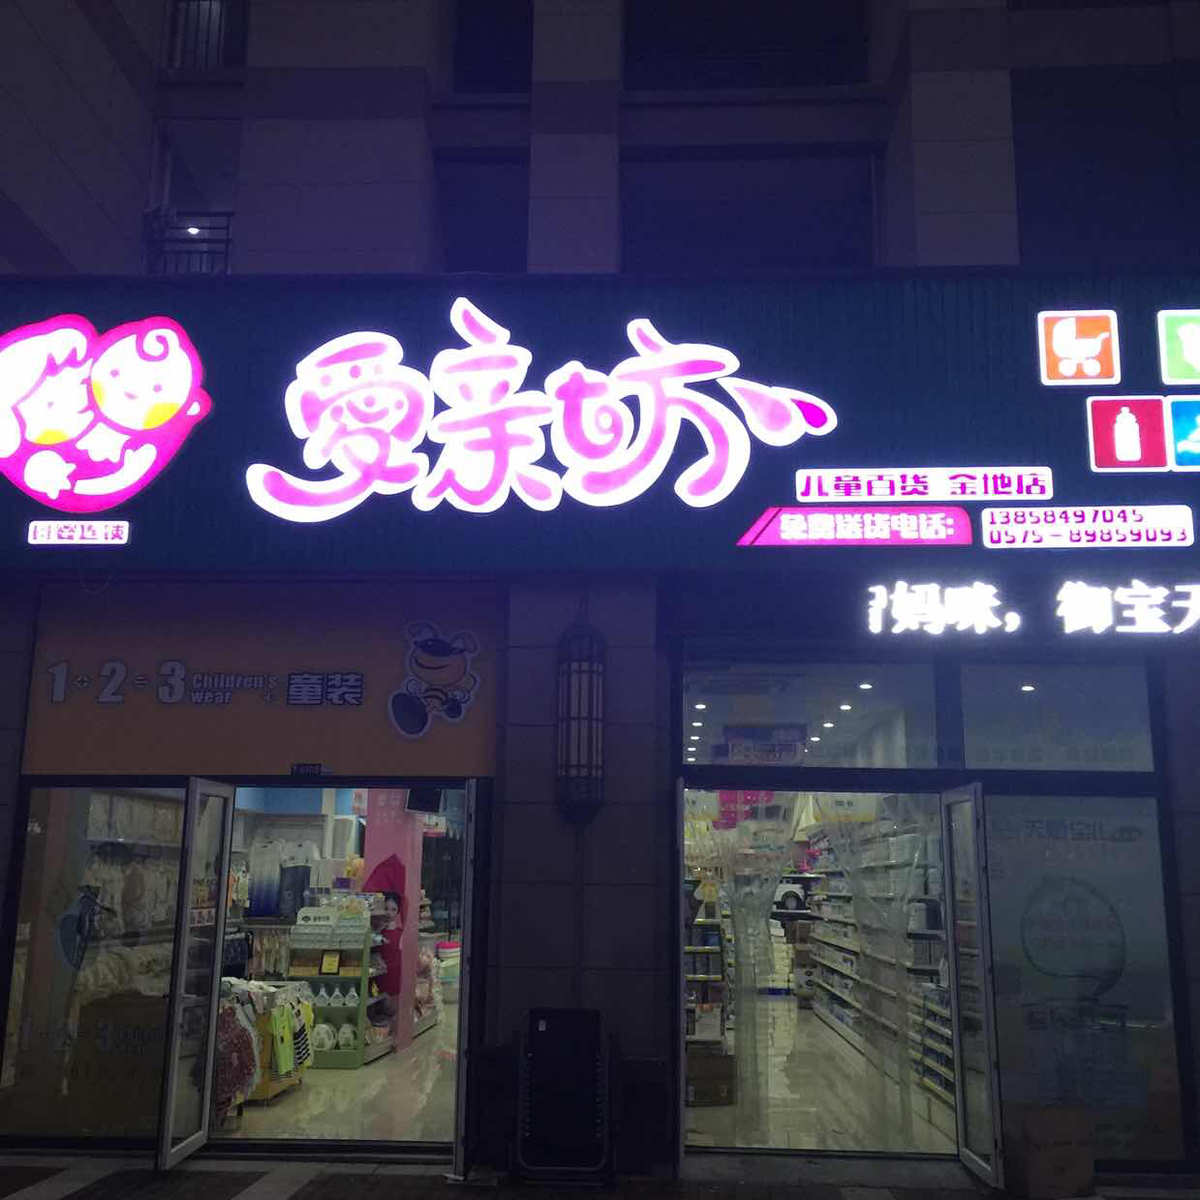 爱亲坊
母婴连锁
儿童百货 金地店
免费送货电话:
13858497045
0575-89859093
妈咪，御宝天
1+2=3 Children's wear 童装